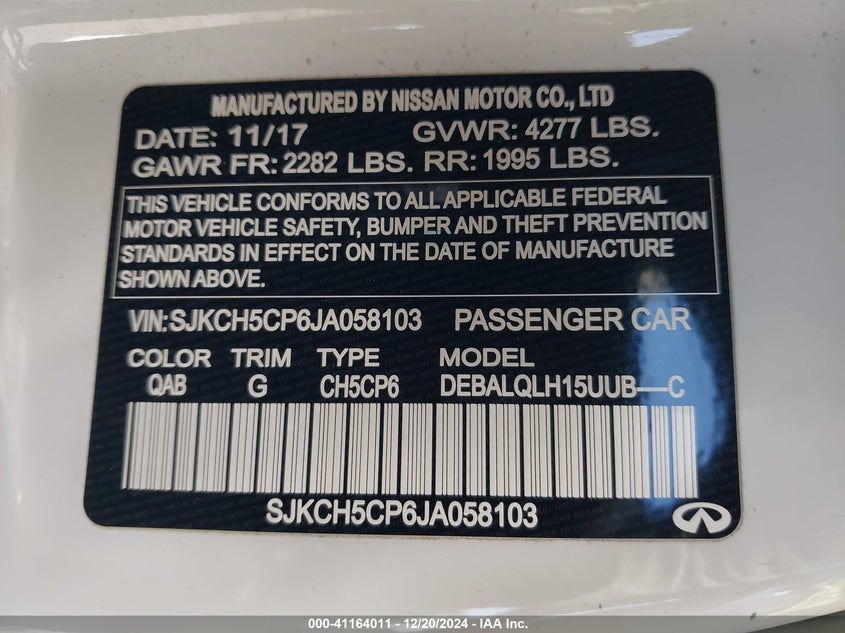 MANUFACTURED BY NISSAN MOTOR CO., LTD
DATE: 11/17 GVWR: 4277 LBS.
GAWR FR: 2282 LBS. RR: 1995 LBS.
THIS VEHICLE CONFORMS TO ALL APPLICABLE FEDERAL
MOTOR VEHICLE SAFETY, BUMPER AND THEFT PREVENTION
STANDARDS IN EFFECT ON THE DATE OF MANUFACTURE
SHOWN ABOVE.
VIN:SJKCH5CP6JA058103 PASSENGER CAR
COLOR TRIM TYPE MODEL
QAB G CH5CP6 DEBALQLH15UUB—C
SJKCH5CP6JA058103
000-41164011 - 12/20/2024 - IAA Inc.